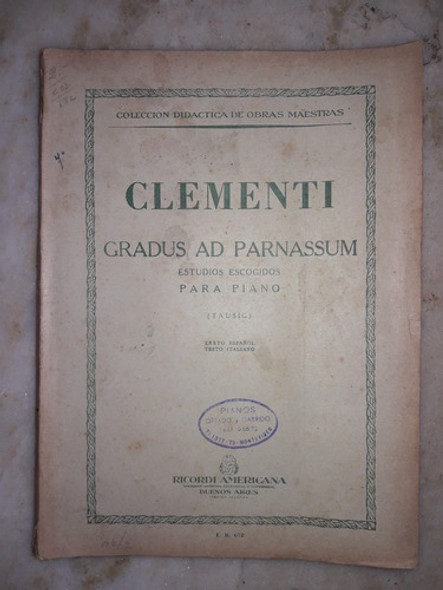 COLECCION DIDACTICA DE OBRAS MAESTRAS
CLEMENTI
GRADUS AD PARNASSUM
ESTUDIOS ESCOGIDOS
PARA PIANO
(TAUSIG)
TEXTO ESPAÑOL
TESTO ITALIANO
PIANOS
MONTEVIDEO
RICORDI AMERICANA
BUENOS AIRES